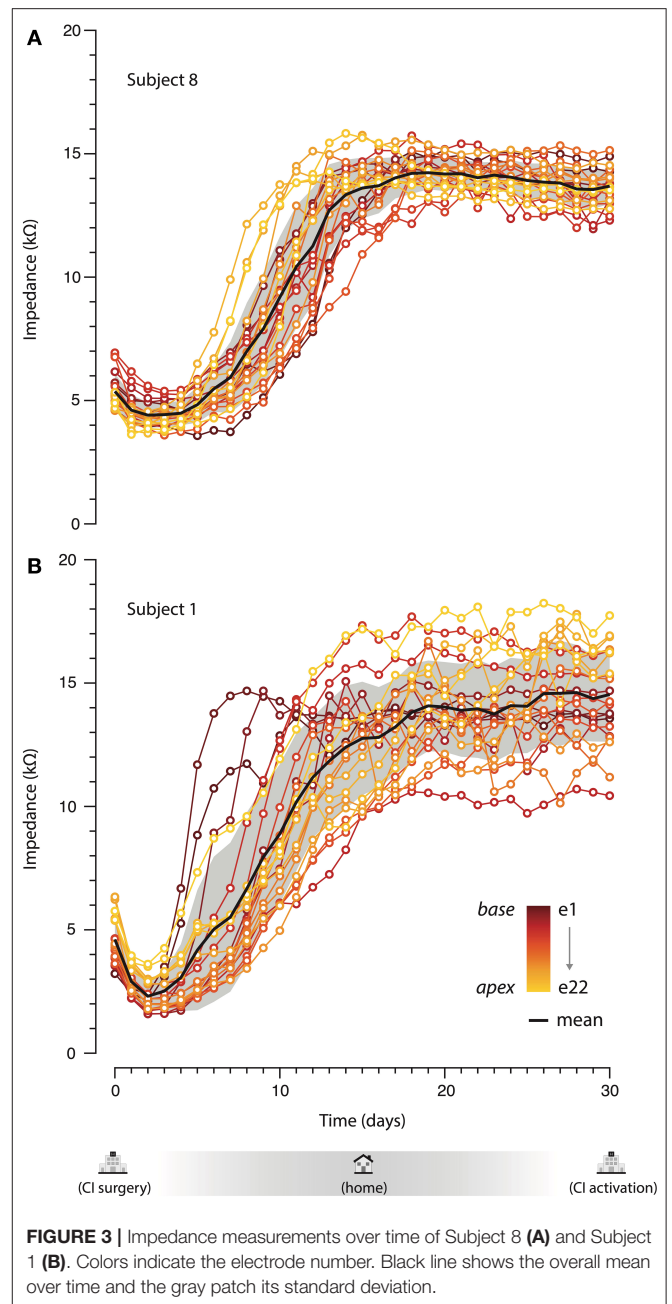 A
20
Subject 8
15
Impedance (kΩ)
10
5
0
B
20
Subject 1
15
Impedance (kΩ)
10
5
0
base
e1
apex
e22
mean
0
10
20
30
Time (days)
(CI surgery)
(home)
(CI activation)
FIGURE 3 | Impedance measurements over time of Subject 8 (A) and Subject
1 (B). Colors indicate the electrode number. Black line shows the overall mean
over time and the gray patch its standard deviation.